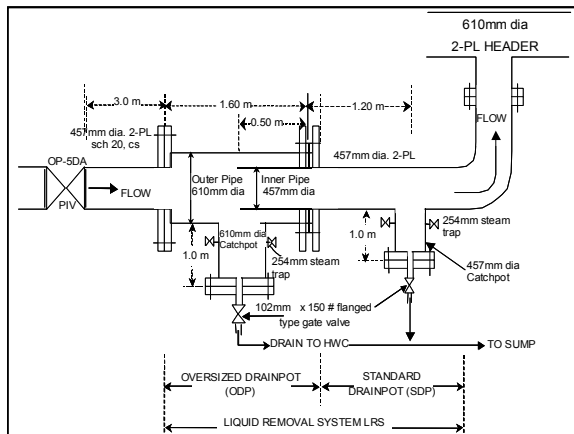 610mm dia
2-PL HEADER
3.0 m
1.60 m
1.20 m
0.50 m
457mm dia. 2-PL
sch 20, cs
457mm dia. 2-PL
FLOW
OP-5DA
PIV
FLOW
Outer Pipe
610mm dia
Inner Pipe
457mm dia
1.0 m
610mm dia
Catchpot
254mm steam
trap
1.0 m
254mm steam
trap
457mm dia
Catchpot
102mm x 150 # flanged
type gate valve
DRAIN TO HWC
TO SUMP
OVERSIZED DRAINPOT
(ODP)
STANDARD
DRAINPOT (SDP)
LIQUID REMOVAL SYSTEM LRS